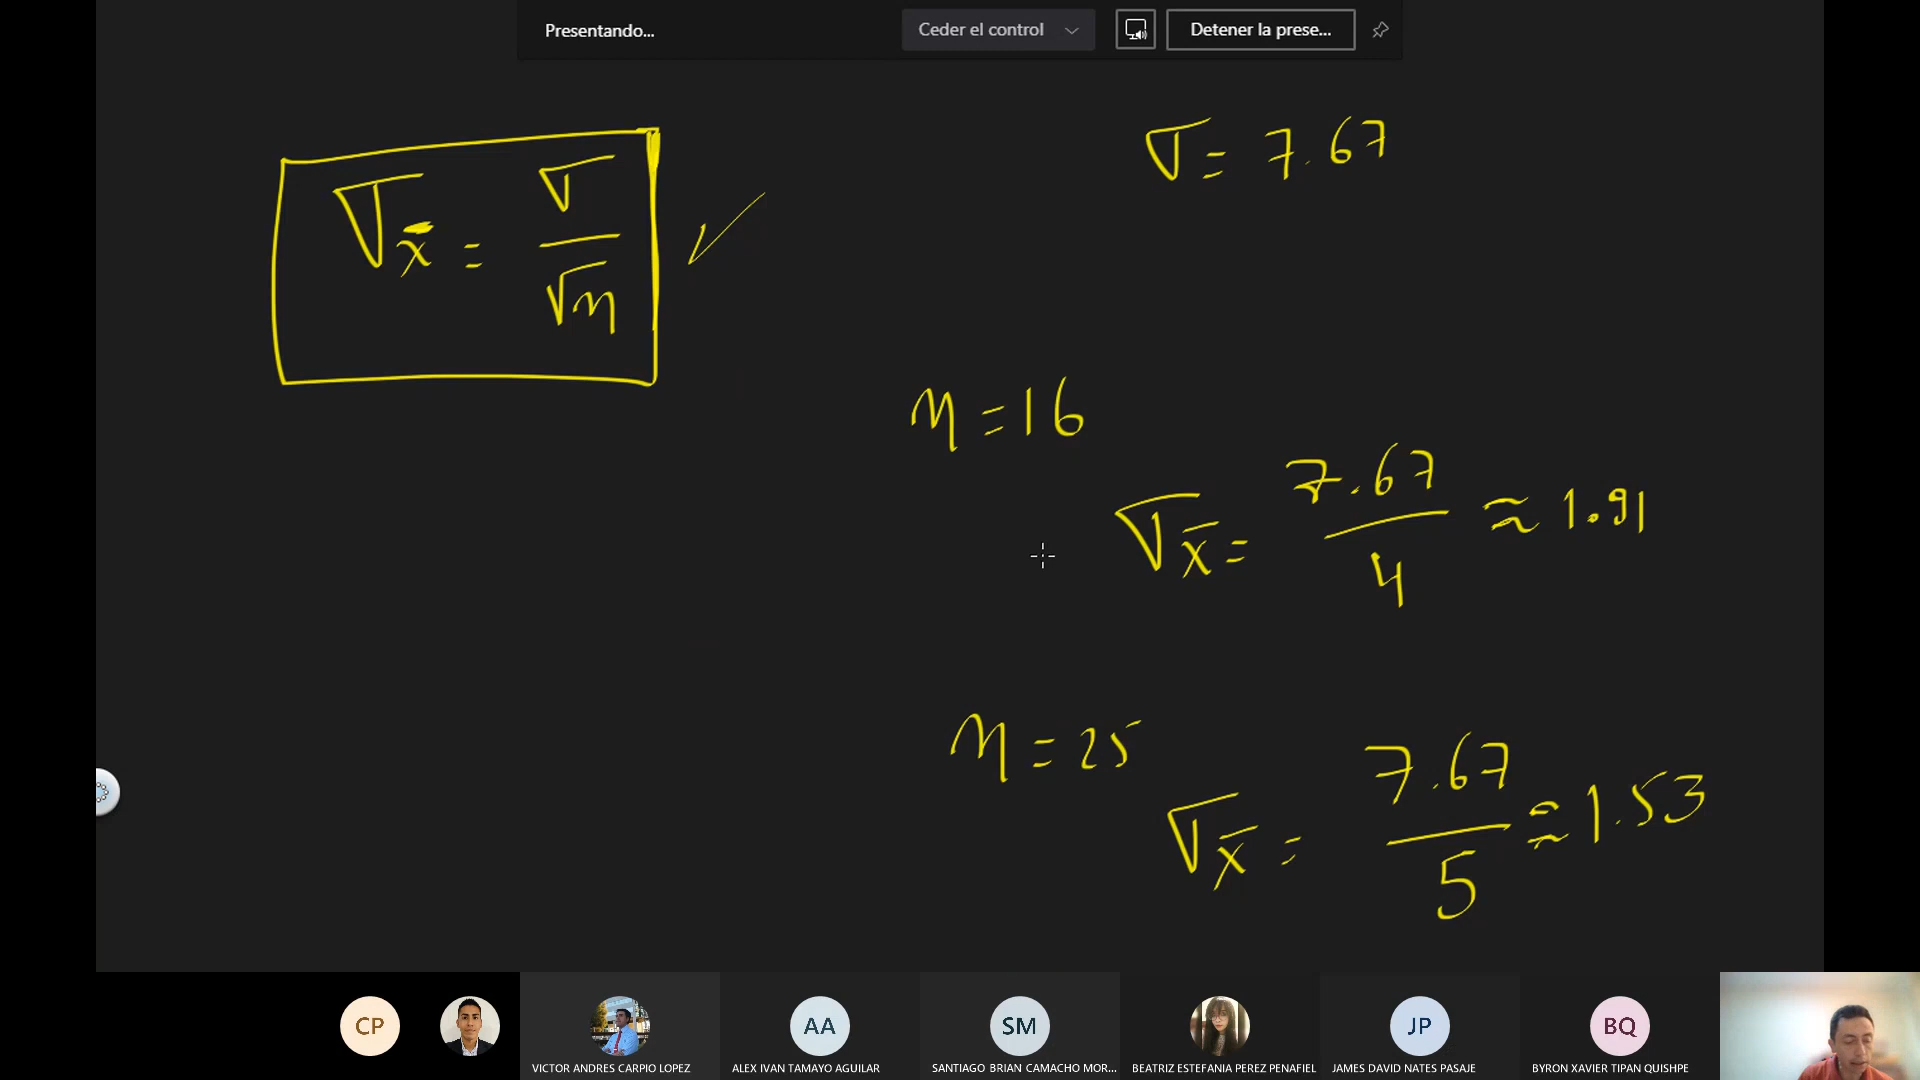 Presentando...
Ceder el control
Detener la prese...
σ = 7.67
σx̄ = σ/√n
n = 16
σx̄ = 7.67/4 ≈ 1.91
n = 25
σx̄ = 7.67/5 ≈ 1.53
CP
AA
SM
JP
BQ
VICTOR ANDRES CARPIO LOPEZ
ALEX IVAN TAMAYO AGUILAR
SANTIAGO BRIAN CAMACHO MOR...
BEATRIZ ESTEFANIA PEREZ PENAFIEL
JAMES DAVID NATES PASAJE
BYRON XAVIER TIPAN QUISHPE